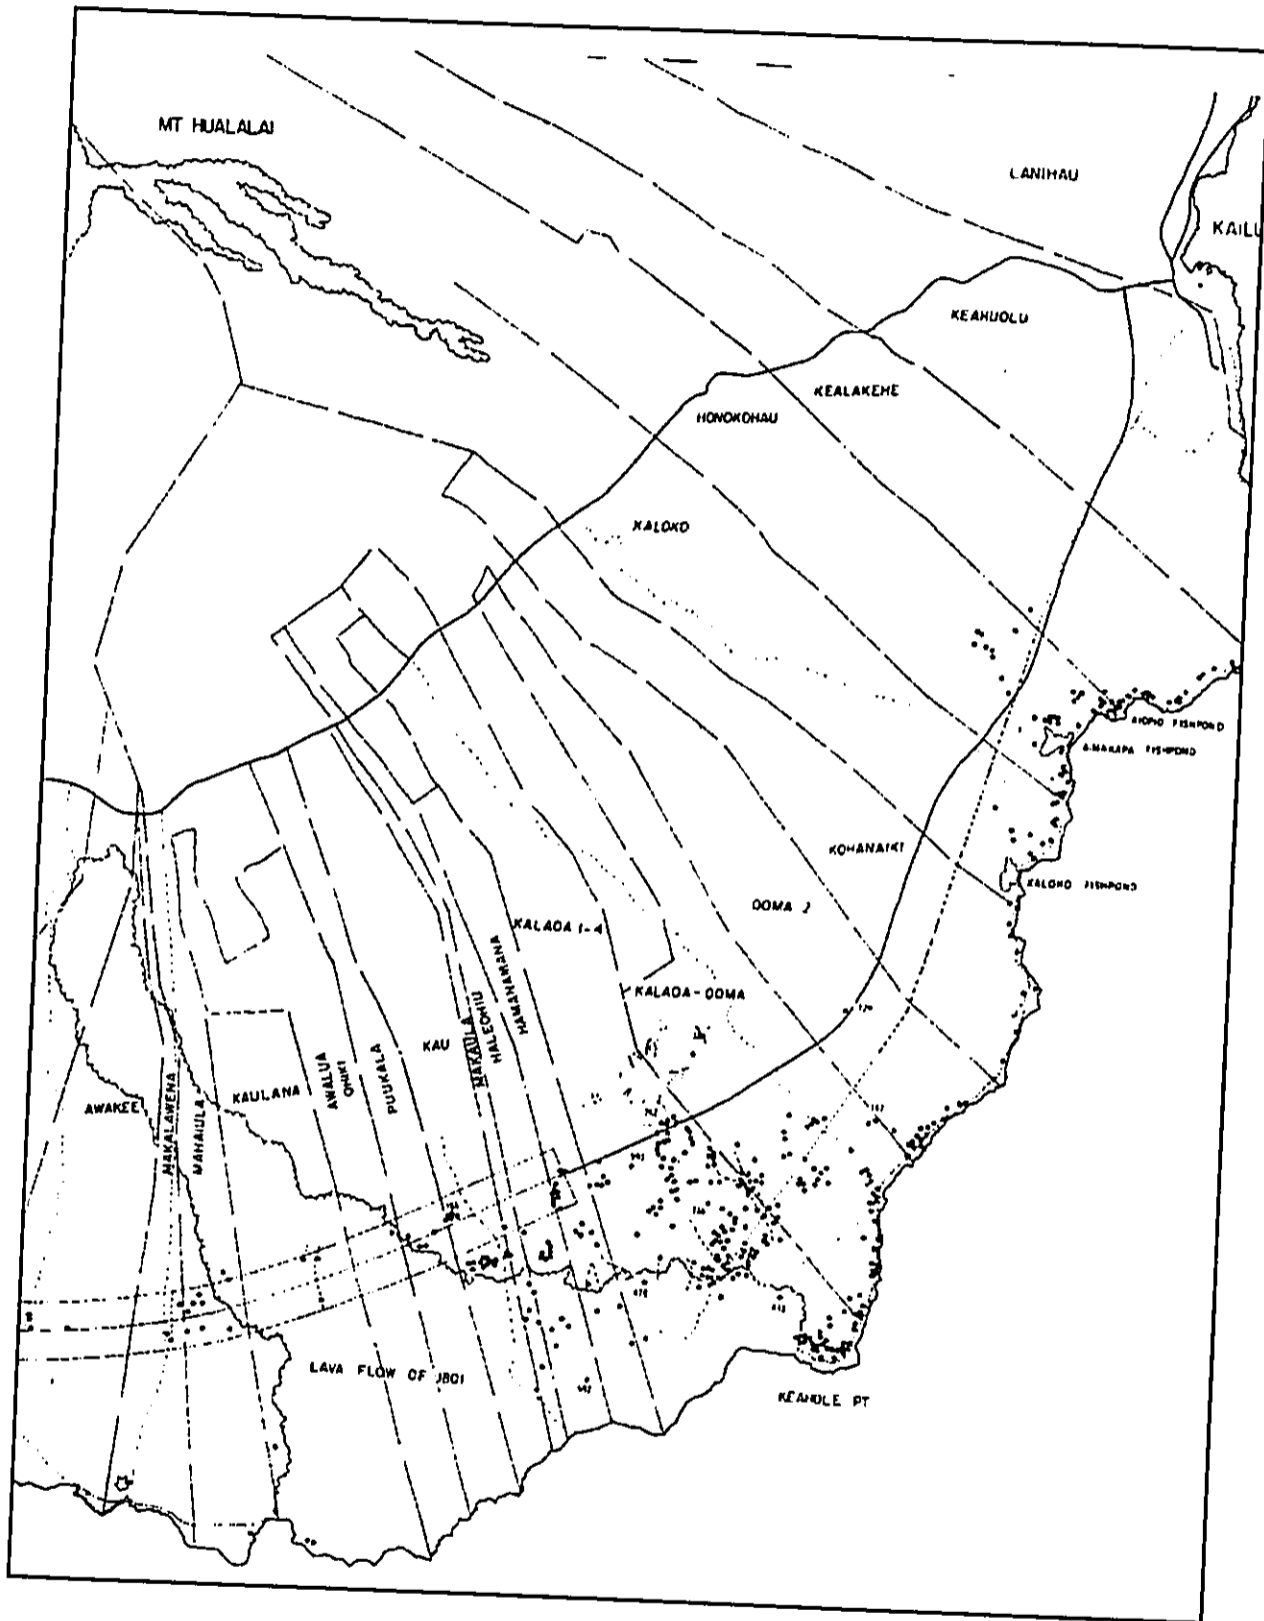 MT HUALALAI
LANIHAU
KAILU
KEAHUOLU
KEALAKEHE
HONOKOHAU
KALOKO
AIOPIO FISHPOND
AIMAKAPA FISHPOND
KALOKO FISHPOND
KOHANAIKI
OOMA 2
KALAOA 1-4
KALAOA-OOMA
HAMANAMANA
HALEOHIU
MAKAULA
KAU
PUUKALA
OHIKI
AWALUA
KAULANA
MAHAIULA
MAKALAWENA
AWAKEE
LAVA FLOW OF 1801
KEAHOLE PT